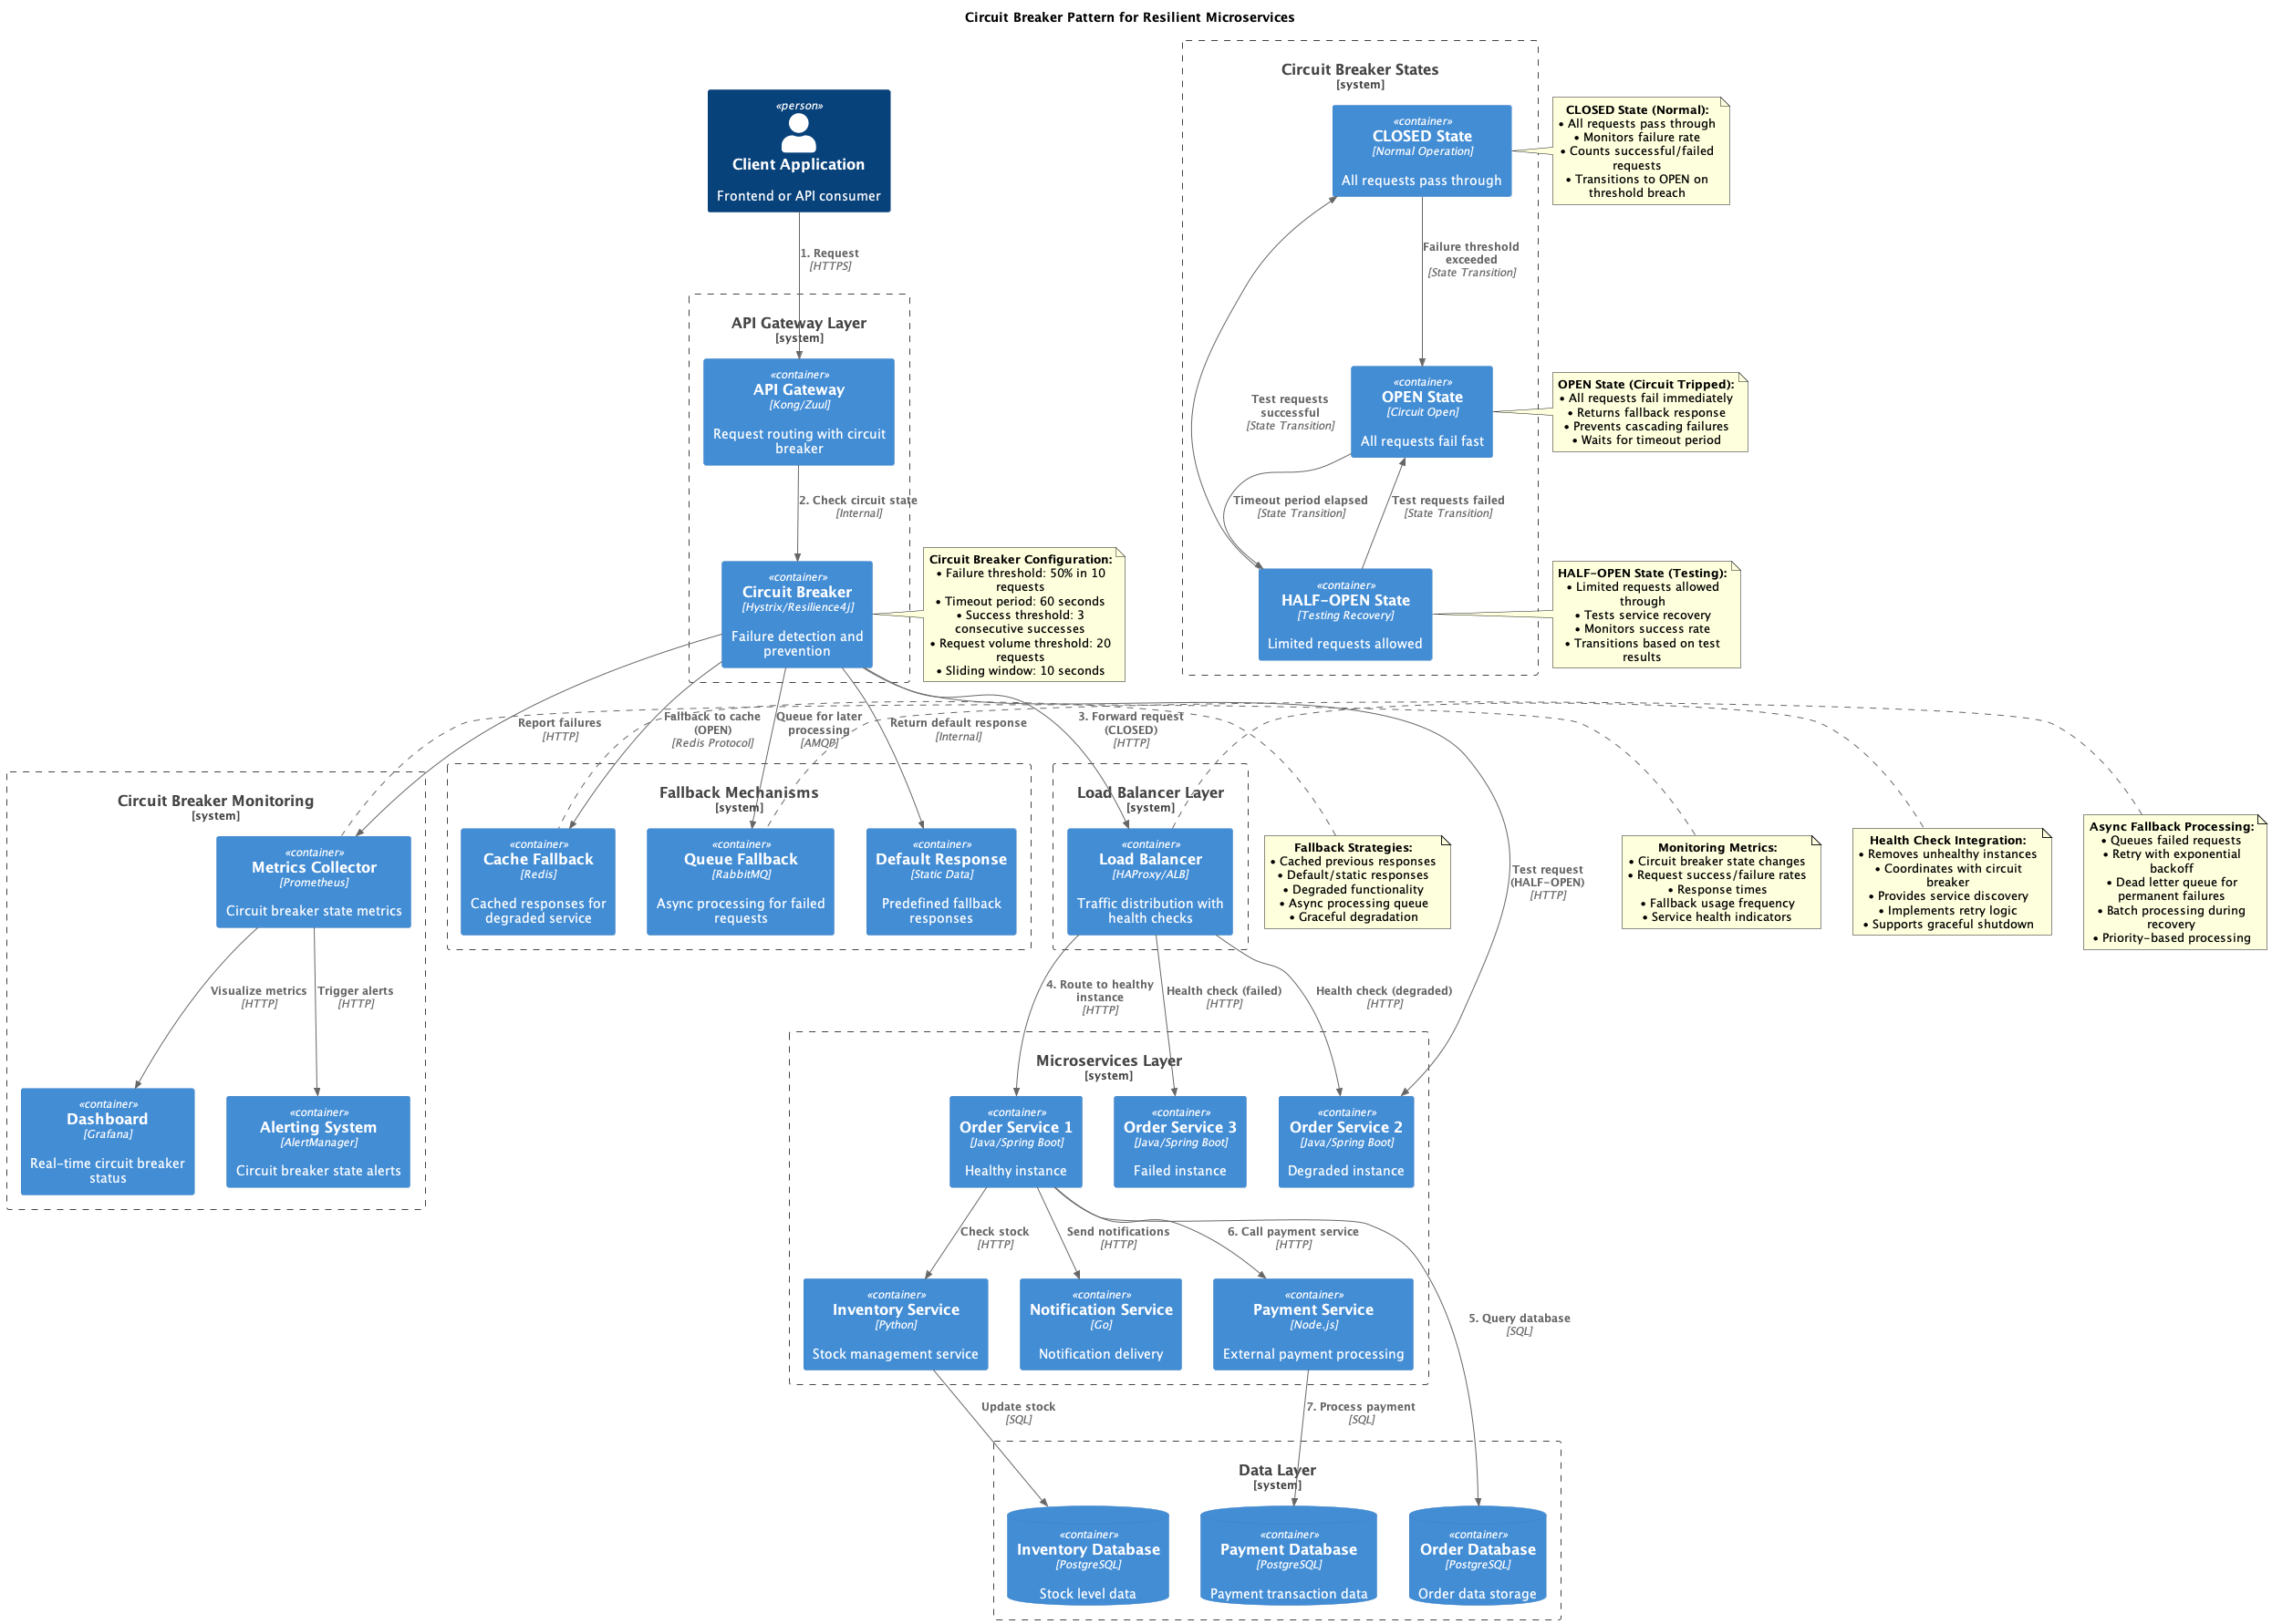 Circuit Breaker Pattern for Resilient Microservices
«person»
Client Application
Frontend or API consumer
1. Request
[HTTPS]
API Gateway Layer
[system]
«container»
API Gateway
[Kong/Zuul]
Request routing with circuit
breaker
2. Check circuit state
[Internal]
«container»
Circuit Breaker
[Hystrix/Resilience4j]
Failure detection and
prevention
Circuit Breaker Configuration:
• Failure threshold: 50% in 10
requests
• Timeout period: 60 seconds
• Success threshold: 3
consecutive successes
• Request volume threshold: 20
requests
• Sliding window: 10 seconds
Circuit Breaker States
[system]
«container»
CLOSED State
[Normal Operation]
All requests pass through
CLOSED State (Normal):
• All requests pass through
• Monitors failure rate
• Counts successful/failed
requests
• Transitions to OPEN on
threshold breach
Failure threshold
exceeded
[State Transition]
Test requests
successful
[State Transition]
«container»
OPEN State
[Circuit Open]
All requests fail fast
OPEN State (Circuit Tripped):
• All requests fail immediately
• Returns fallback response
• Prevents cascading failures
• Waits for timeout period
Timeout period elapsed
[State Transition]
Test requests failed
[State Transition]
«container»
HALF-OPEN State
[Testing Recovery]
Limited requests allowed
HALF-OPEN State (Testing):
• Limited requests allowed
through
• Tests service recovery
• Monitors success rate
• Transitions based on test
results
Report failures
[HTTP]
Fallback to cache
(OPEN)
[Redis Protocol]
Queue for later
processing
[AMQP]
Return default response
[Internal]
3. Forward request
(CLOSED)
[HTTP]
Test request
(HALF-OPEN)
[HTTP]
Circuit Breaker Monitoring
[system]
«container»
Metrics Collector
[Prometheus]
Circuit breaker state metrics
Visualize metrics
[HTTP]
Trigger alerts
[HTTP]
«container»
Dashboard
[Grafana]
Real-time circuit breaker
status
«container»
Alerting System
[AlertManager]
Circuit breaker state alerts
Fallback Mechanisms
[system]
«container»
Cache Fallback
[Redis]
Cached responses for
degraded service
«container»
Queue Fallback
[RabbitMQ]
Async processing for failed
requests
«container»
Default Response
[Static Data]
Predefined fallback
responses
Load Balancer Layer
[system]
«container»
Load Balancer
[HAProxy/ALB]
Traffic distribution with
health checks
Fallback Strategies:
• Cached previous responses
• Default/static responses
• Degraded functionality
• Async processing queue
• Graceful degradation
Monitoring Metrics:
• Circuit breaker state changes
• Request success/failure rates
• Response times
• Fallback usage frequency
• Service health indicators
Health Check Integration:
• Removes unhealthy instances
• Coordinates with circuit
breaker
• Provides service discovery
• Implements retry logic
• Supports graceful shutdown
Async Fallback Processing:
• Queues failed requests
• Retry with exponential
backoff
• Dead letter queue for
permanent failures
• Batch processing during
recovery
• Priority-based processing
4. Route to healthy
instance
[HTTP]
Health check (failed)
[HTTP]
Health check (degraded)
[HTTP]
Microservices Layer
[system]
«container»
Order Service 1
[Java/Spring Boot]
Healthy instance
«container»
Order Service 3
[Java/Spring Boot]
Failed instance
«container»
Order Service 2
[Java/Spring Boot]
Degraded instance
Check stock
[HTTP]
Send notifications
[HTTP]
6. Call payment service
[HTTP]
5. Query database
[SQL]
«container»
Inventory Service
[Python]
Stock management service
«container»
Notification Service
[Go]
Notification delivery
«container»
Payment Service
[Node.js]
External payment processing
Update stock
[SQL]
7. Process payment
[SQL]
Data Layer
[system]
«container»
Inventory Database
[PostgreSQL]
Stock level data
«container»
Payment Database
[PostgreSQL]
Payment transaction data
«container»
Order Database
[PostgreSQL]
Order data storage